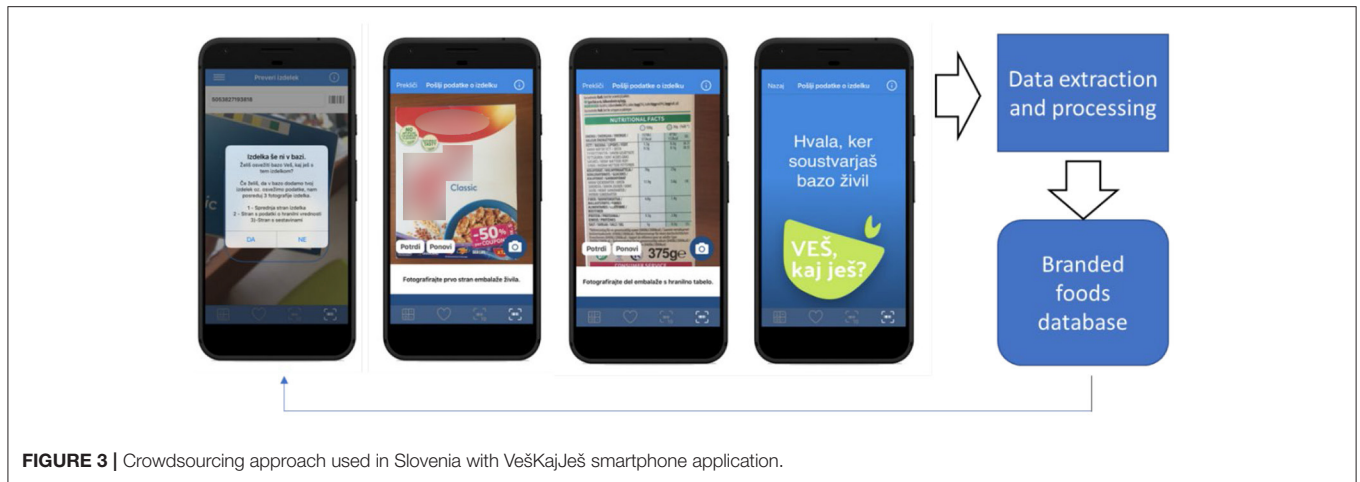 Preveri izdelek
Izdelka še ni v bazi.
Želiš osvežiti bazo Veš, kaj ješ s
tem izdelkom?
Če želiš, da v bazo dodamo tvoj
izdelek oz. osvežimo podatke, nam
posreduj 3 fotografije izdelka.
1 - Sprednja stran izdelka
2 - Stran s podatki o hranilni vrednosti
3)-Stran s sestavinami
DA NE
Prekliči Pošlji podatke o izdelku
Classic
-50%
COUPON
Potrdi Ponovi
Fotografirajte prvo stran embalaže živila.
Prekliči Pošlji podatke o izdelku
NUTRITIONAL FACTS
Potrdi Ponovi
375g℮
CONSUMER SERVICE
Fotografirajte del embalaže s hranilno tabelo.
Nazaj Pošlji podatke o izdelku
Hvala, ker
soustvarjaš
bazo živil
VEŠ,
kaj ješ?
Data extraction
and processing
Branded
foods
database
FIGURE 3 | Crowdsourcing approach used in Slovenia with VešKajJeš smartphone application.